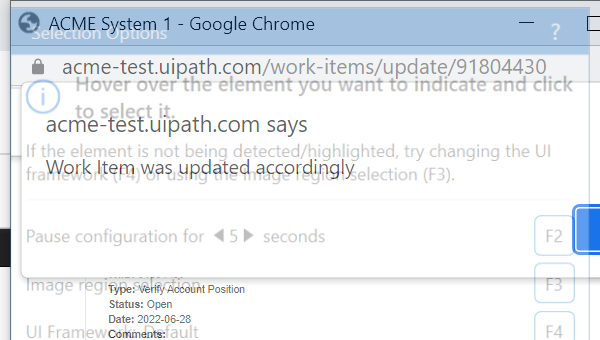 ACME System 1 - Google Chrome
Selection Options
?
acme-test.uipath.com/work-items/update/91804430
Hover over the element you want to indicate and click
to select it.
acme-test.uipath.com says
If the element is not being detected/highlighted, try changing the UI
framework (F4) or using the image region selection (F3).
Work Item was updated accordingly
Pause configuration for 5 seconds
F2
Image region selection
F3
Type: Verify Account Position
Status: Open
Date: 2022-06-28
UI Framework: Default
F4
Comments: